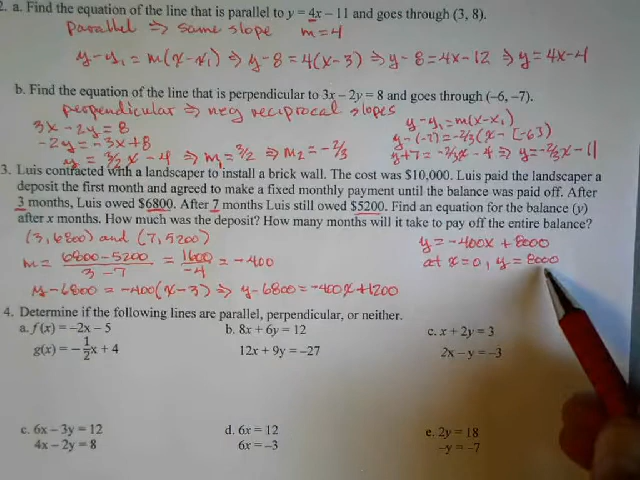 2. a. Find the equation of the line that is parallel to y = 4x – 11 and goes through (3, 8).
parallel ⇒ same slope m = 4
y - y₁ = m(x - x₁) ⇒ y - 8 = 4(x - 3) ⇒ y - 8 = 4x - 12 ⇒ y = 4x - 4
b. Find the equation of the line that is perpendicular to 3x – 2y = 8 and goes through (–6, –7).
perpendicular ⇒ neg reciprocal slopes
3x - 2y = 8
-2y = -3x + 8
y = 3/2 x - 4 ⇒ m₁ = 3/2 ⇒ m₂ = -2/3
y - y₁ = m(x - x₁)
y - (-7) = -2/3 (x - [-6])
y + 7 = -2/3 x - 4 ⇒ y = -2/3 x - 11
3. Luis contracted with a landscaper to install a brick wall. The cost was $10,000. Luis paid the landscaper a
deposit the first month and agreed to make a fixed monthly payment until the balance was paid off. After
3 months, Luis owed $6800. After 7 months Luis still owed $5200. Find an equation for the balance (y)
after x months. How much was the deposit? How many months will it take to pay off the entire balance?
(3, 6800) and (7, 5200)
m = 6800 - 5200 / 3 - 7 = 1600 / -4 = -400
y - 6800 = -400(x - 3) ⇒ y - 6800 = -400x + 1200
y = -400x + 8000
at x = 0, y = 8000
4. Determine if the following lines are parallel, perpendicular, or neither.
a. f(x) = –2x – 5
g(x) = –1/2x + 4
b. 8x + 6y = 12
12x + 9y = –27
c. x + 2y = 3
2x – y = –3
c. 6x – 3y = 12
4x – 2y = 8
d. 6x = 12
6x = –3
e. 2y = 18
–y = –7